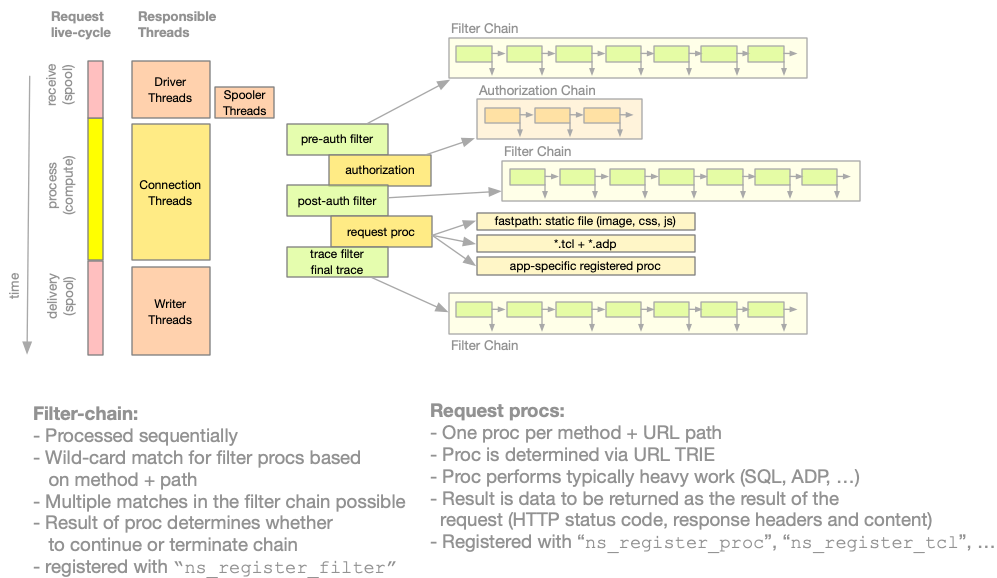 Request
live-cycle
Responsible
Threads
time
receive
(spool)
process
(compute)
delivery
(spool)
Driver
Threads
Spooler
Threads
Connection
Threads
Writer
Threads
pre-auth filter
authorization
post-auth filter
request proc
trace filter
final trace
Filter Chain
Authorization Chain
Filter Chain
fastpath: static file (image, css, js)
*.tcl + *.adp
app-specific registered proc
Filter Chain
Filter-chain:
- Processed sequentially
- Wild-card match for filter procs based
on method + path
- Multiple matches in the filter chain possible
- Result of proc determines whether
to continue or terminate chain
- registered with “ns_register_filter”
Request procs:
- One proc per method + URL path
- Proc is determined via URL TRIE
- Proc performs typically heavy work (SQL, ADP, …)
- Result is data to be returned as the result of the
request (HTTP status code, response headers and content)
- Registered with “ns_register_proc”, “ns_register_tcl”, …